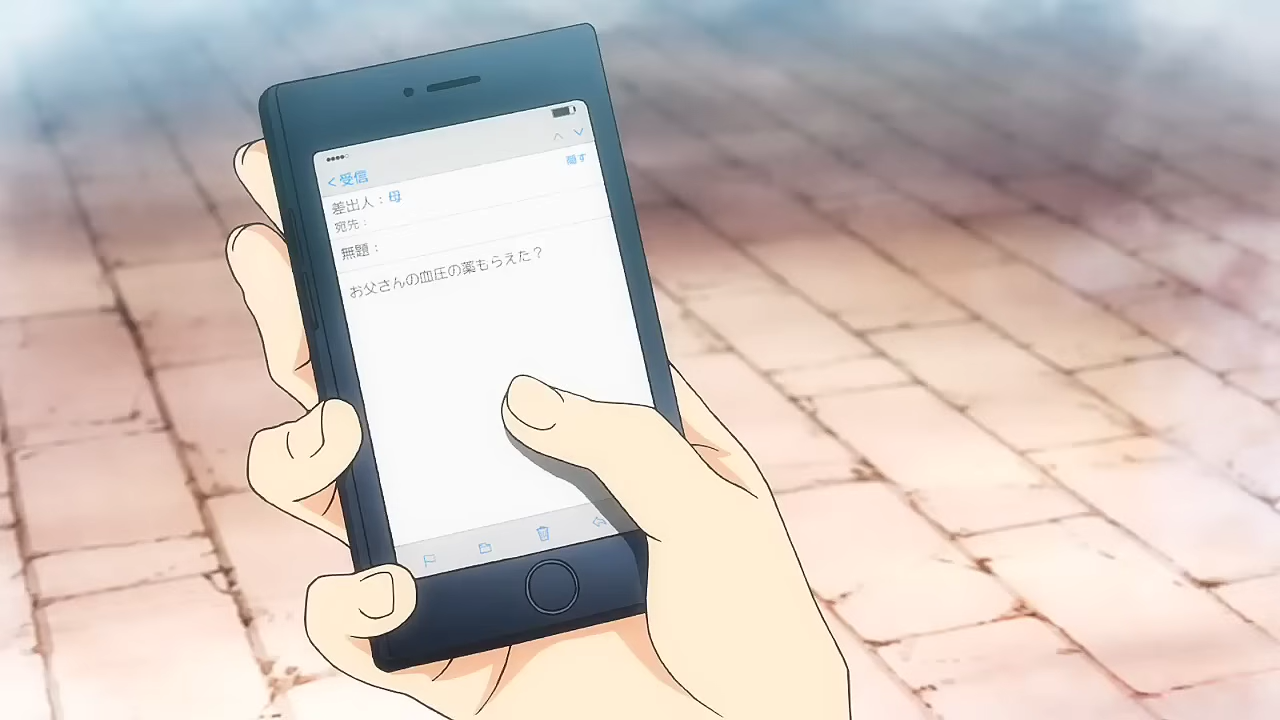 <受信
隠す
差出人：母
宛先：
無題：
お父さんの血圧の薬もらえた？